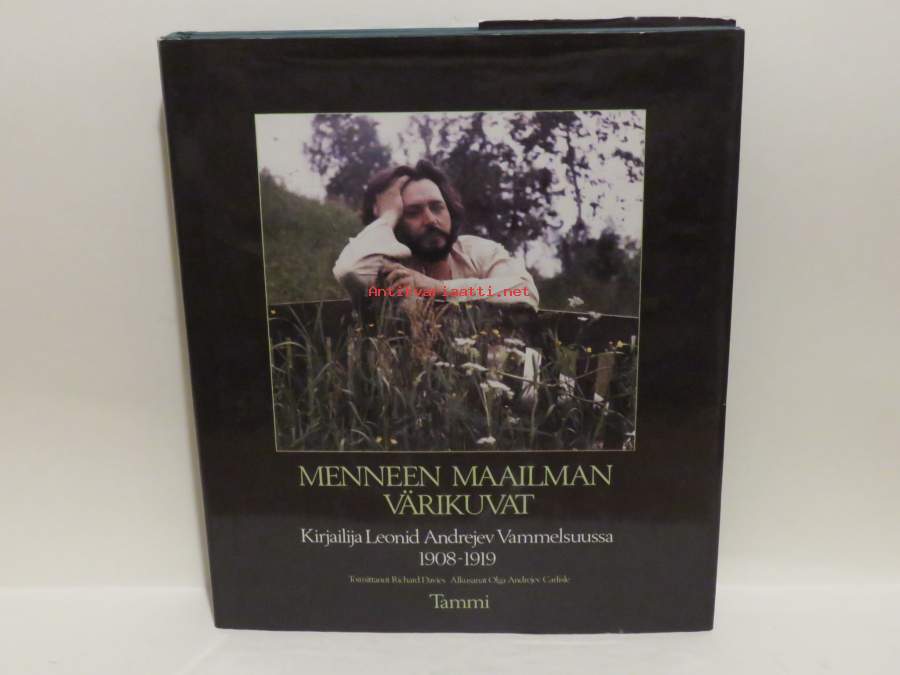 Antikvariaatti.net
MENNEEN MAAILMAN
VÄRIKUVAT
Kirjailija Leonid Andrejev Vammelsuussa
1908-1919
Toimittanut Richard Davies Alkusanat Olga Andrejev Carlisle
Tammi